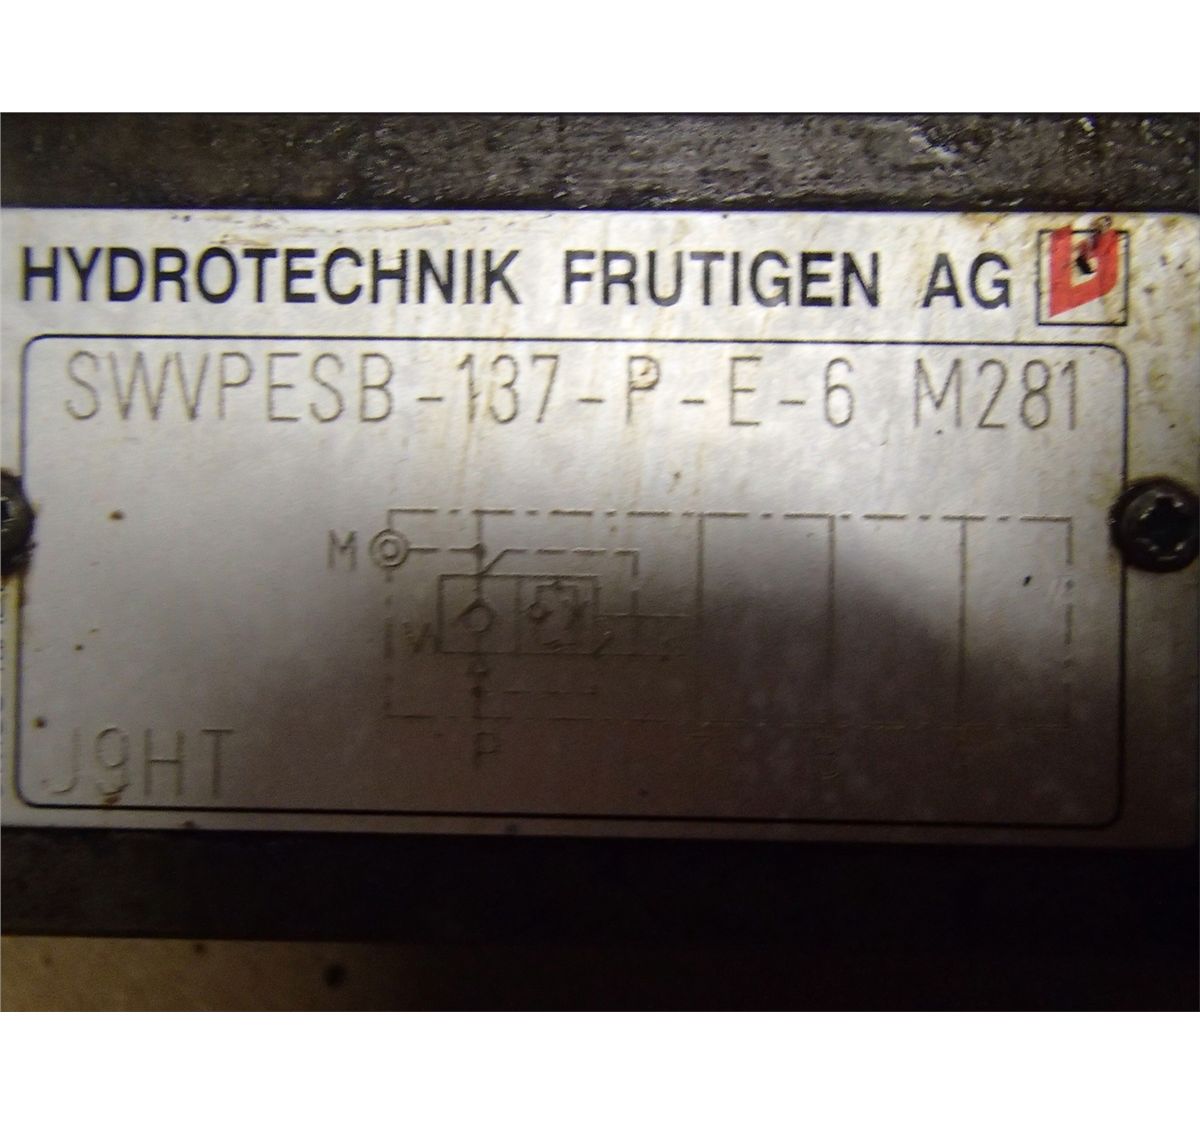 HYDROTECHNIK FRUTIGEN AG
SWVPESB-137-P-E-6 M281
M
W
P
J9HT